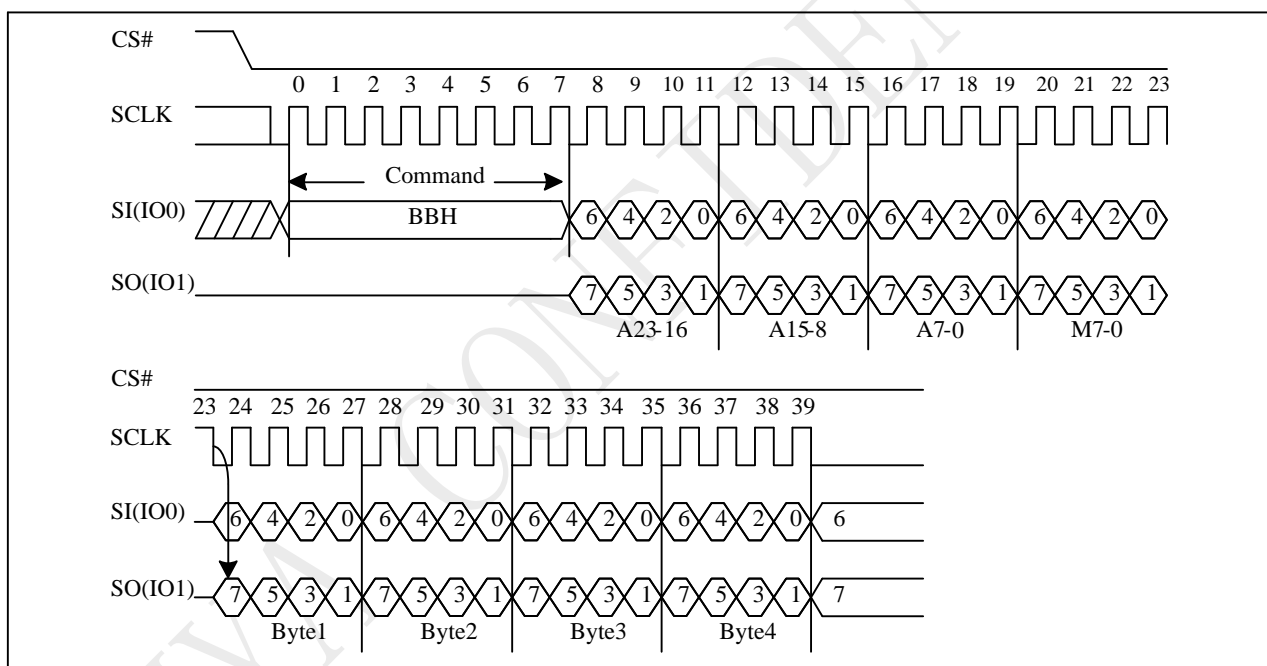 CS#
0 1 2 3 4 5 6 7 8 9 10 11 12 13 14 15 16 17 18 19 20 21 22 23
SCLK
Command
SI(IO0) BBH 6 4 2 0 6 4 2 0 6 4 2 0 6 4 2 0
SO(IO1) 7 5 3 1 7 5 3 1 7 5 3 1 7 5 3 1
A23-16 A15-8 A7-0 M7-0
CS#
23 24 25 26 27 28 29 30 31 32 33 34 35 36 37 38 39
SCLK
SI(IO0) 6 4 2 0 6 4 2 0 6 4 2 0 6 4 2 0 6
SO(IO1) 7 5 3 1 7 5 3 1 7 5 3 1 7 5 3 1 7
Byte1 Byte2 Byte3 Byte4